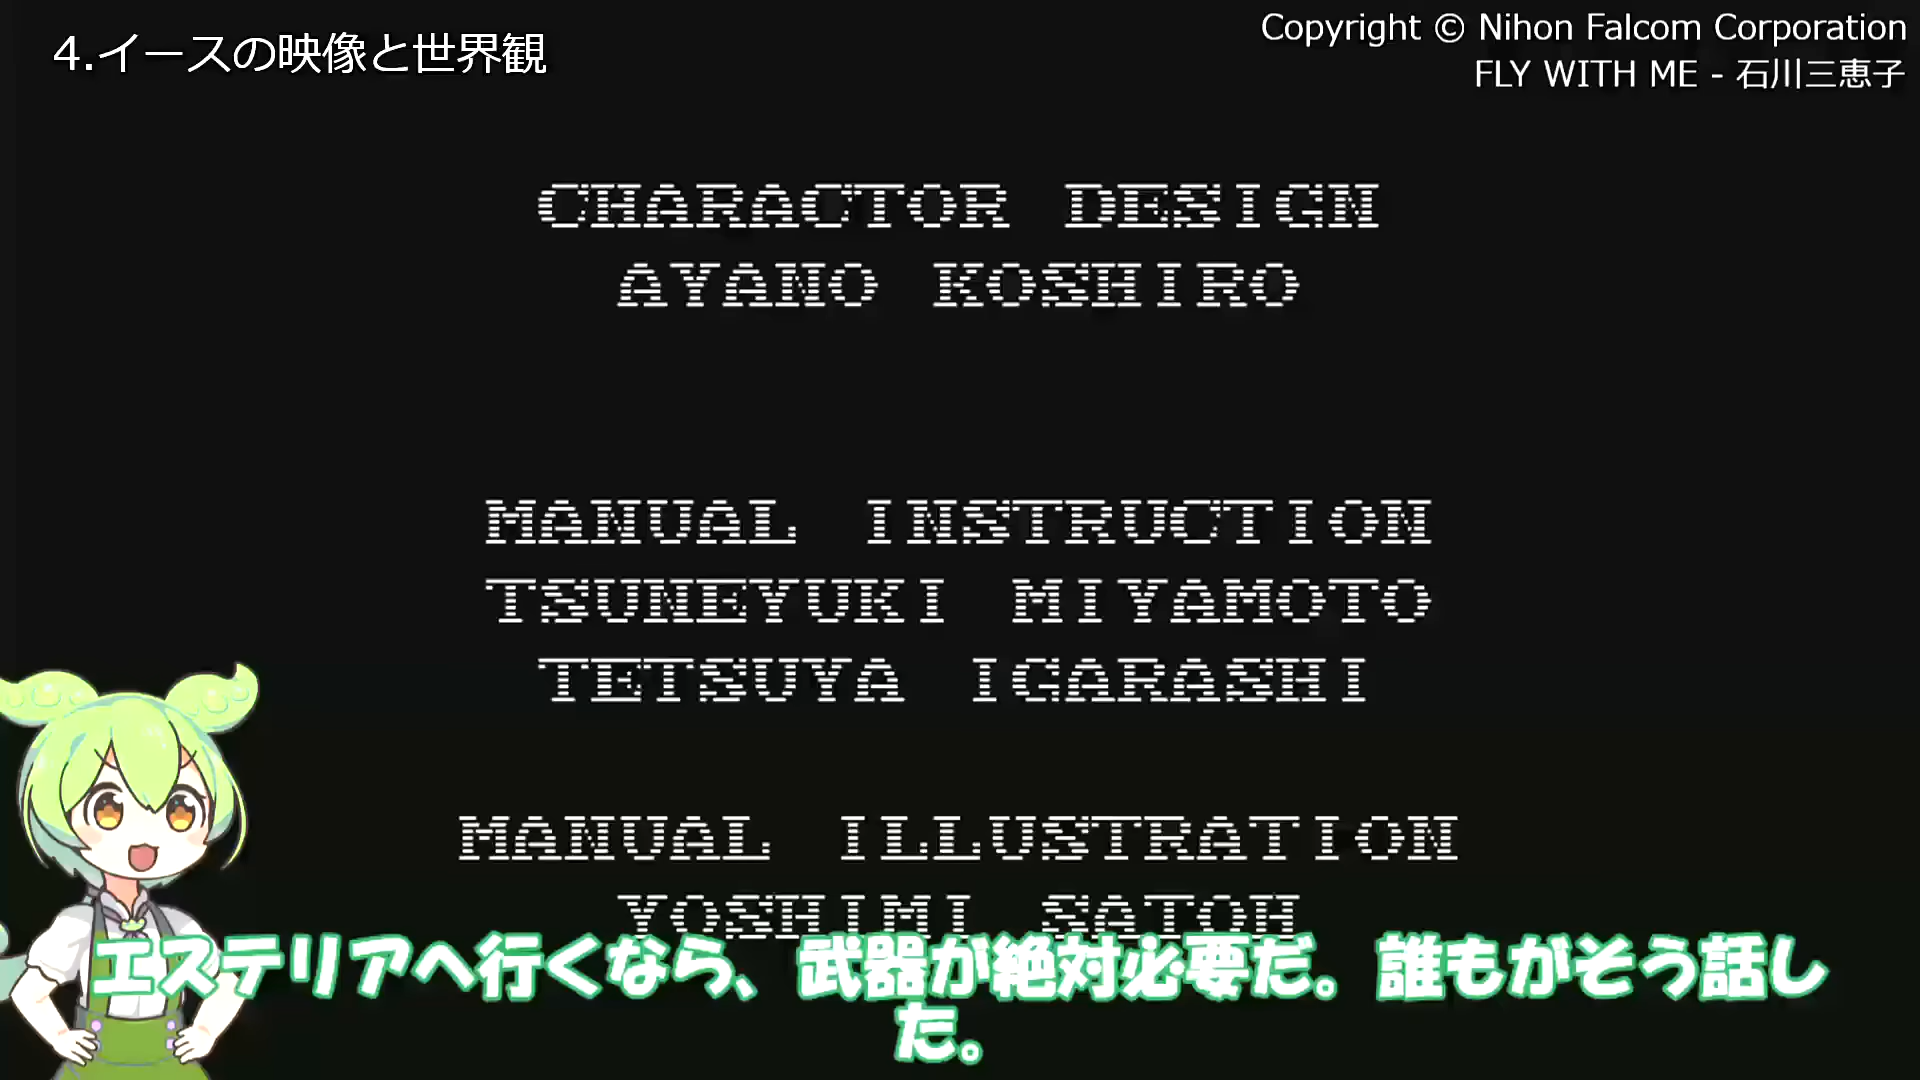 4.イースの映像と世界観
Copyright © Nihon Falcom Corporation
FLY WITH ME - 石川三恵子
CHARACTOR DESIGN
AYANO KOSHIRO
MANUAL INSTRUCTION
TSUNEYUKI MIYAMOTO
TETSUYA IGARASHI
MANUAL ILLUSTRATION
YOSHIMI SATOH
エステリアへ行くなら、武器が絶対必要だ。誰もがそう話し
た。